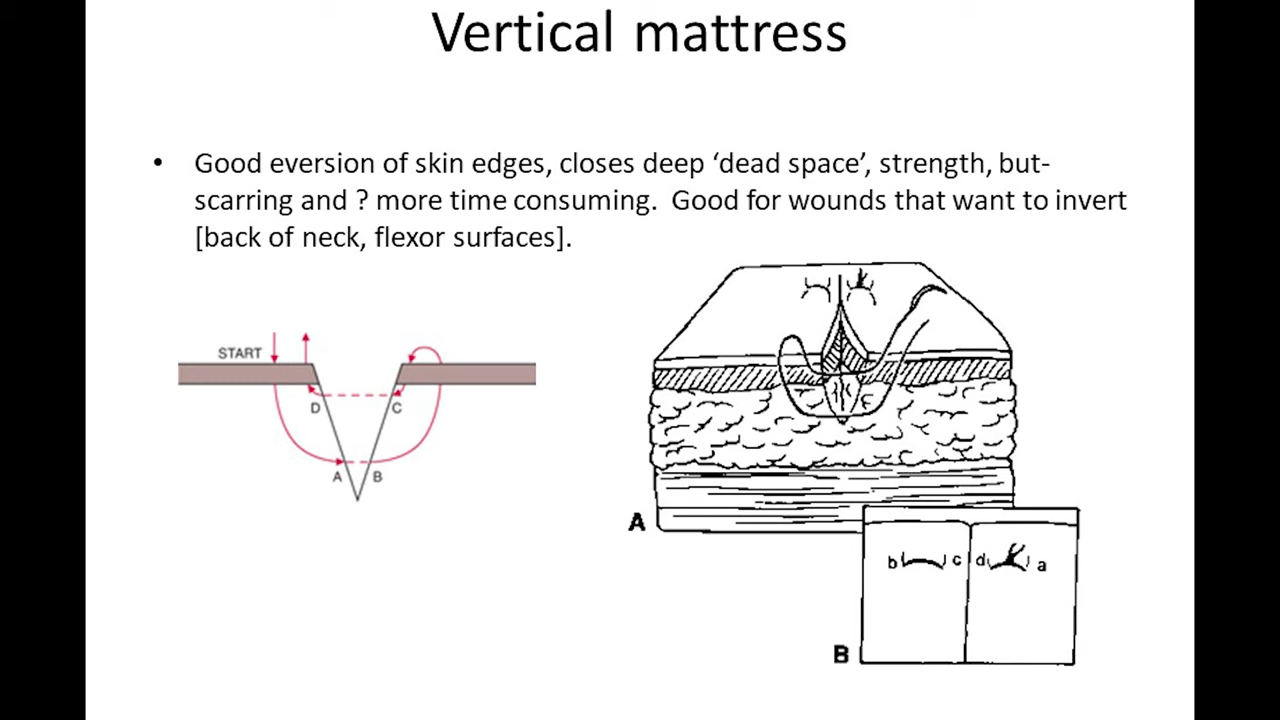 Vertical mattress
• Good eversion of skin edges, closes deep ‘dead space’, strength, but-
scarring and ? more time consuming.  Good for wounds that want to invert
[back of neck, flexor surfaces].
START
D
C
A
B
A
b
c
d
a
B